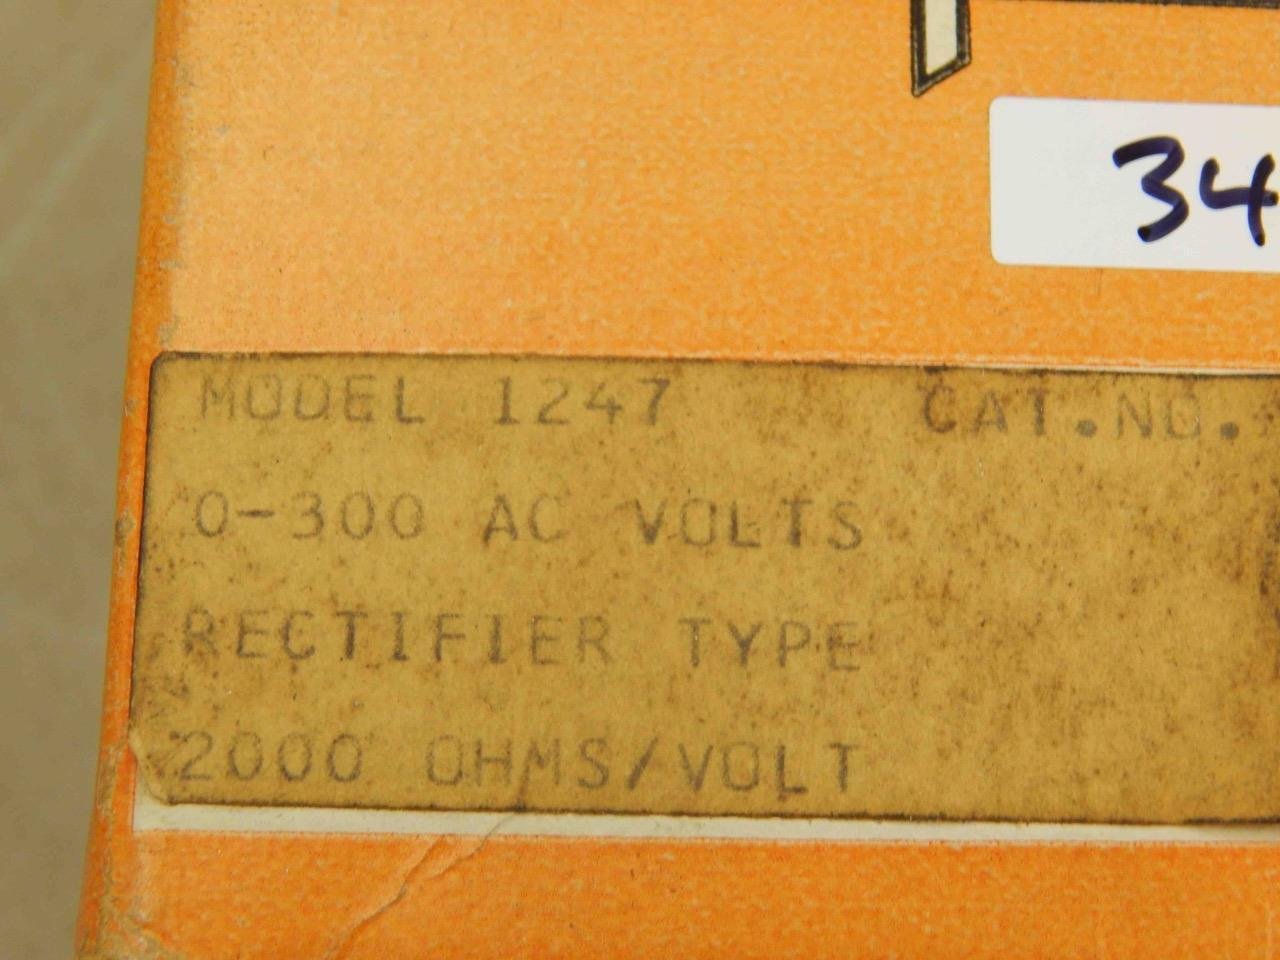 34
MODEL 1247 CAT.NO.
0-300 AC VOLTS
RECTIFIER TYPE
2000 OHMS/VOLT